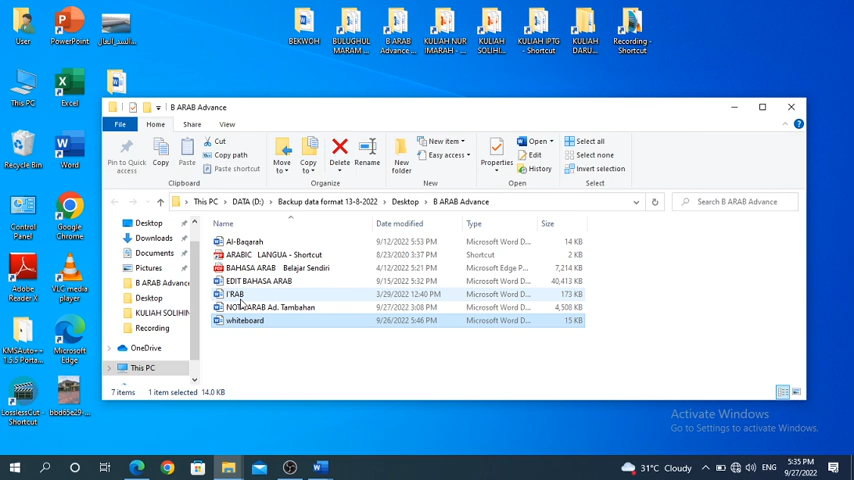 User
PowerPoint
السد العال...
BEKWOH
BULUGHUL MARAM ...
B ARAB Advance ...
KULIAH NUR IMARAH - ...
KULIAH SOLIHI...
KULIAH IPTG - Shortcut
KULIAH DARU...
Recording - Shortcut
This PC
Excel
Recycle Bin
Word
Control Panel
Google Chrome
Adobe Reader X
VLC media player
KMSAuto++ 1.5.5 Porta...
Microsoft Edge
LosslessCut - Shortcut
bbd65e29-...
B ARAB Advance
File
Home
Share
View
Pin to Quick access
Copy
Paste
Cut
Copy path
Paste shortcut
Clipboard
Move to
Copy to
Delete
Rename
Organize
New folder
New item
Easy access
New
Properties
Open
Edit
History
Open
Select all
Select none
Invert selection
Select
This PC > DATA (D:) > Backup data format 13-8-2022 > Desktop > B ARAB Advance
Search B ARAB Advance
Desktop
Downloads
Documents
Pictures
B ARAB Advance
Desktop
KULIAH SOLIHIN
Recording
OneDrive
This PC
Name Date modified Type Size
Al-Baqarah 9/12/2022 5:53 PM Microsoft Word D... 14 KB
ARABIC LANGUA - Shortcut 8/23/2020 3:37 PM Shortcut 2 KB
BAHASA ARAB Belajar Sendiri 4/12/2022 5:21 PM Microsoft Edge P... 7,214 KB
EDIT BAHASA ARAB 9/15/2022 5:32 PM Microsoft Word D... 40,413 KB
I'RAB 3/29/2022 12:40 PM Microsoft Word D... 173 KB
NOTA ARAB Ad. Tambahan 9/27/2022 3:08 PM Microsoft Word D... 4,508 KB
whiteboard 9/26/2022 5:46 PM Microsoft Word D... 15 KB
7 items 1 item selected 14.0 KB
Activate Windows
Go to Settings to activate Windows.
31°C Cloudy
ENG
5:35 PM
9/27/2022